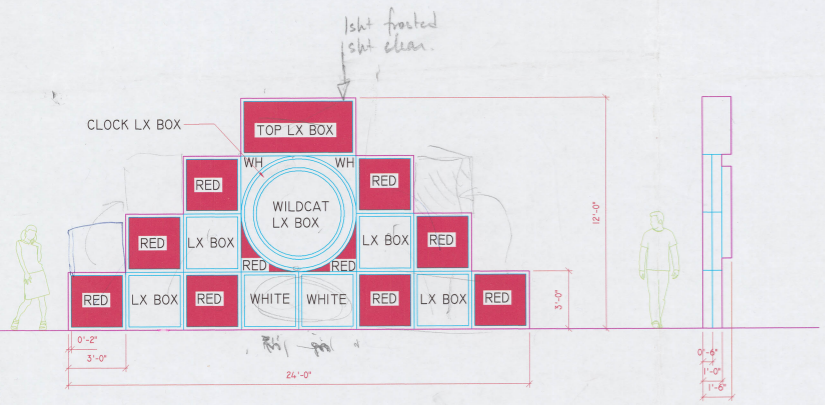 1sht frosted
1sht clear.
CLOCK LX BOX
TOP LX BOX
WH WH
RED RED
WILDCAT
LX BOX
RED LX BOX LX BOX RED
RED RED
RED LX BOX RED WHITE WHITE RED LX BOX RED
12'-0"
3'-0"
0'-2"
3'-0"
24'-0"
0'-6"
1'-0"
1'-6"